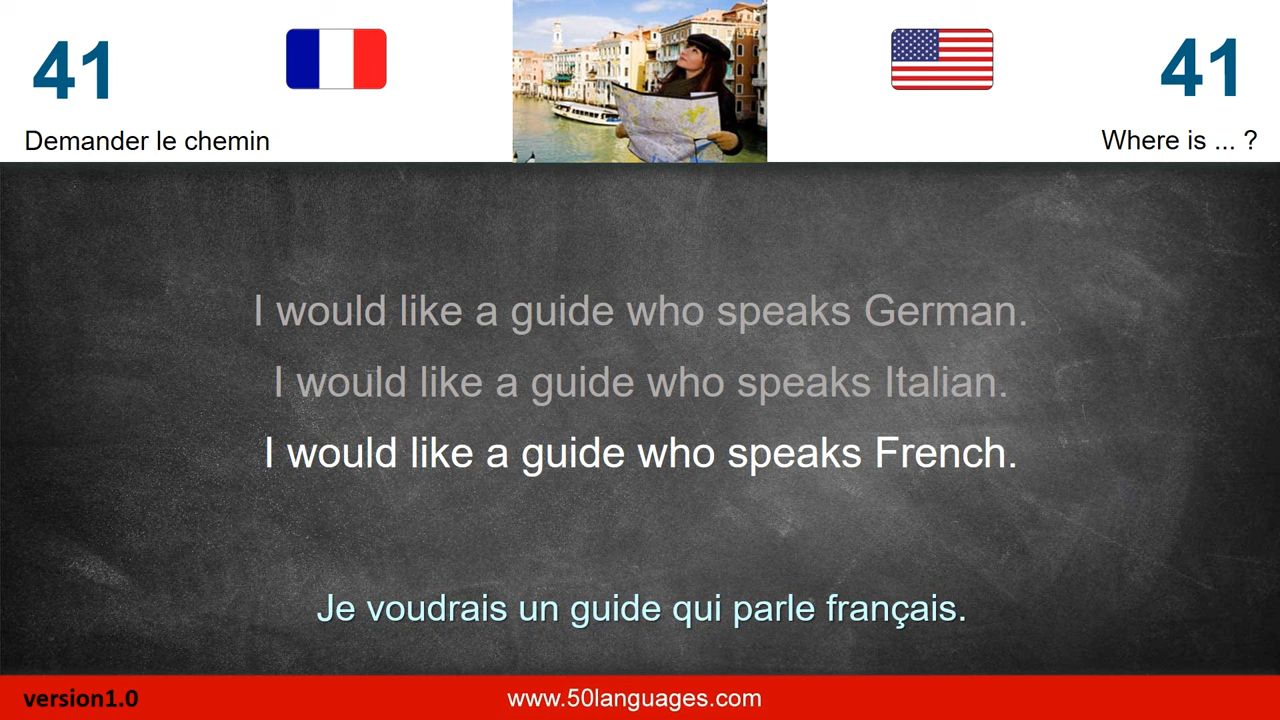 41
41
Demander le chemin
Where is ... ?
I would like a guide who speaks German.
I would like a guide who speaks Italian.
I would like a guide who speaks French.
Je voudrais un guide qui parle français.
version1.0
www.50languages.com